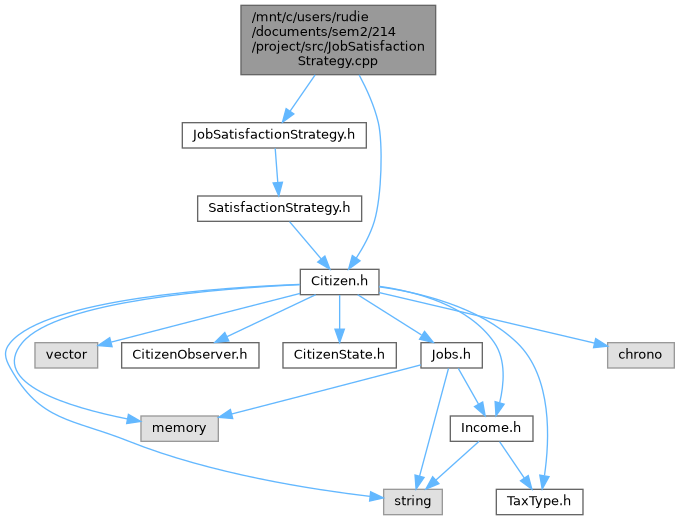 /mnt/c/users/rudie
/documents/sem2/214
/project/src/JobSatisfaction
Strategy.cpp
JobSatisfactionStrategy.h
SatisfactionStrategy.h
Citizen.h
vector
CitizenObserver.h
CitizenState.h
Jobs.h
chrono
memory
Income.h
string
TaxType.h